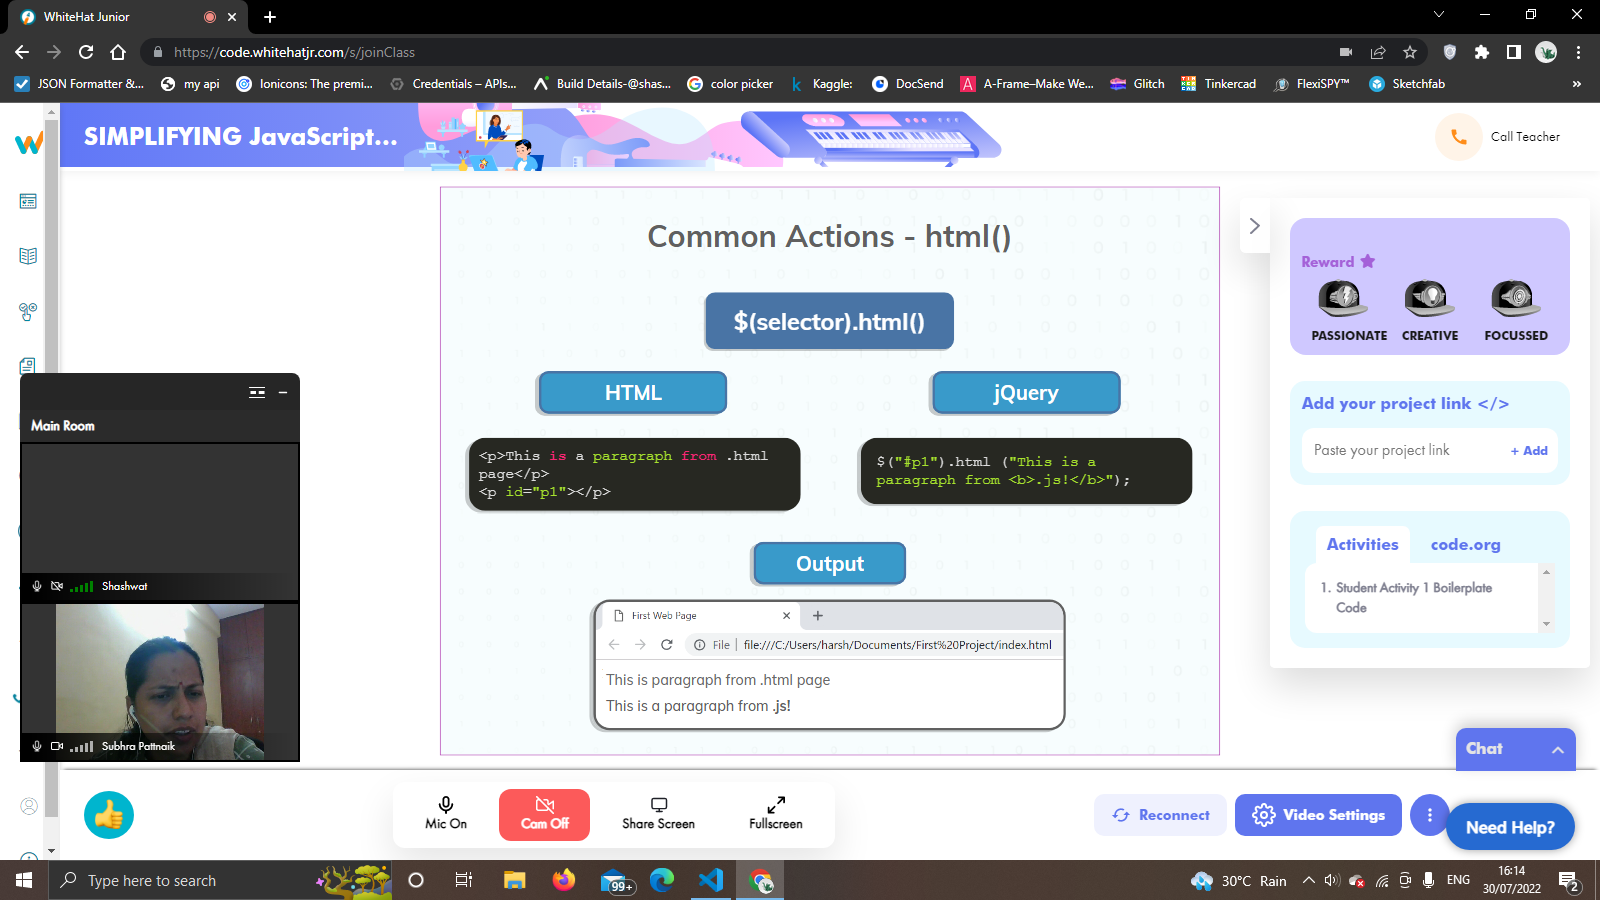 WhiteHat Junior
https://code.whitehatjr.com/s/joinClass
JSON Formatter &... my api Ionicons: The premi... Credentials – APIs... Build Details-@shas... color picker Kaggle: DocSend A-Frame–Make We... Glitch Tinkercad FlexiSPY™ Sketchfab »
SIMPLIFYING JavaScript...
Call Teacher
Common Actions - html()
$(selector).html()
HTML
jQuery
<p>This is a paragraph from .html
page</p>
<p id="p1"></p>
$("#p1").html ("This is a
paragraph from <b>.js!</b>");
Output
First Web Page
File | file:///C:/Users/harsh/Documents/First%20Project/index.html
This is paragraph from .html page
This is a paragraph from .js!
Reward
PASSIONATE CREATIVE FOCUSSED
Add your project link </>
Paste your project link + Add
Activities code.org
1. Student Activity 1 Boilerplate
Code
Main Room
Shashwat
Subhra Pattnaik
Chat
Mic On Cam Off Share Screen Fullscreen
Reconnect Video Settings
Need Help?
Type here to search
99+
30°C Rain
ENG
16:14
30/07/2022
2